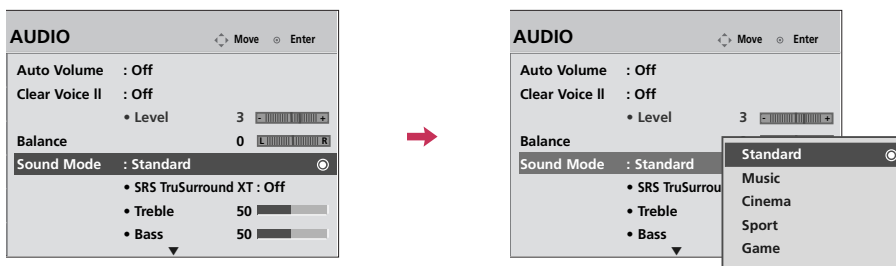 AUDIO Move Enter
Auto Volume : Off
Clear Voice II : Off
• Level 3 - +
Balance 0 L R
Sound Mode : Standard
• SRS TruSurround XT : Off
• Treble 50
• Bass 50
AUDIO Move Enter
Auto Volume : Off
Clear Voice II : Off
• Level 3 - +
Balance
Sound Mode : Standard
• SRS TruSurrou
• Treble
• Bass
Standard
Music
Cinema
Sport
Game